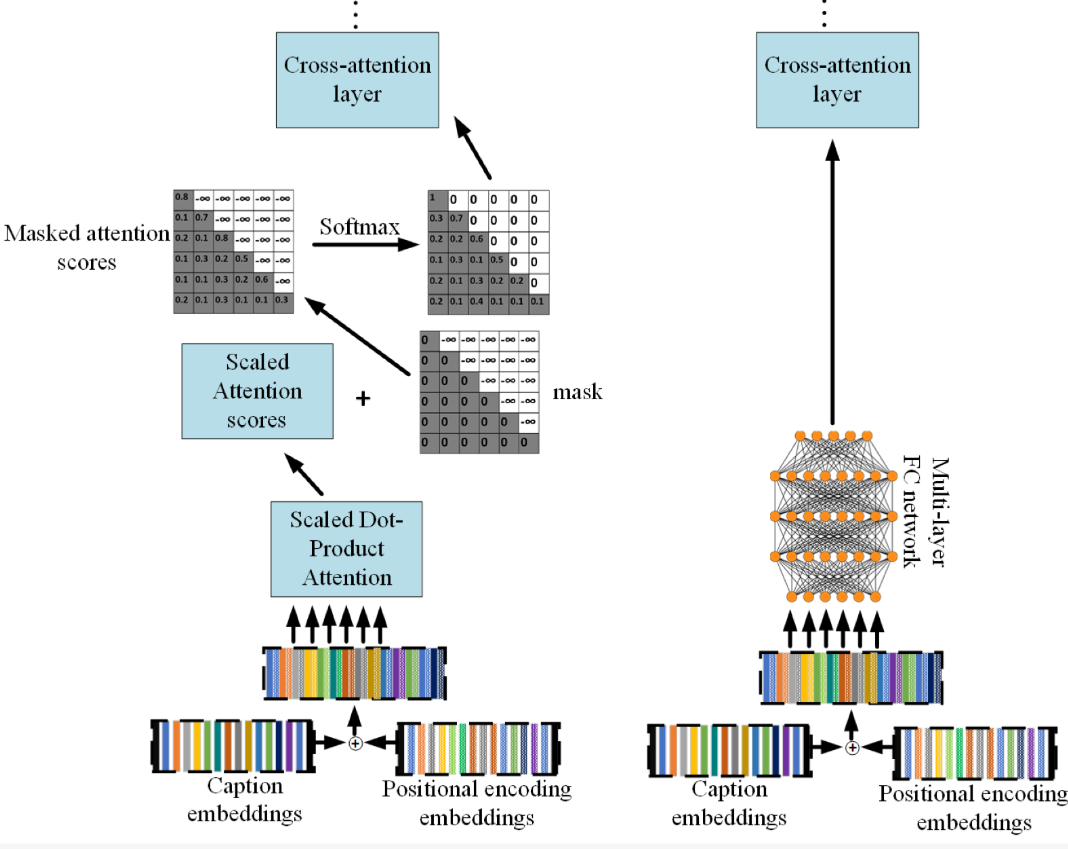 Cross-attention
layer
0.8 -∞ -∞ -∞ -∞ -∞
0.1 0.7 -∞ -∞ -∞ -∞
0.2 0.1 0.8 -∞ -∞ -∞
0.1 0.3 0.2 0.5 -∞ -∞
0.1 0.1 0.3 0.2 0.6 -∞
0.2 0.1 0.3 0.1 0.1 0.3
Masked attention
scores
Softmax
1 0 0 0 0 0
0.3 0.7 0 0 0 0
0.2 0.2 0.6 0 0 0
0.1 0.3 0.1 0.5 0 0
0.2 0.1 0.3 0.2 0.2 0
0.2 0.1 0.4 0.1 0.1 0.1
Scaled
Attention
scores
+
0 -∞ -∞ -∞ -∞ -∞
0 0 -∞ -∞ -∞ -∞
0 0 0 -∞ -∞ -∞
0 0 0 0 -∞ -∞
0 0 0 0 0 -∞
0 0 0 0 0 0
mask
Scaled Dot-
Product
Attention
+
Caption
embeddings
Positional encoding
embeddings
Cross-attention
layer
Multi-layer
FC network
+
Caption
embeddings
Positional encoding
embeddings